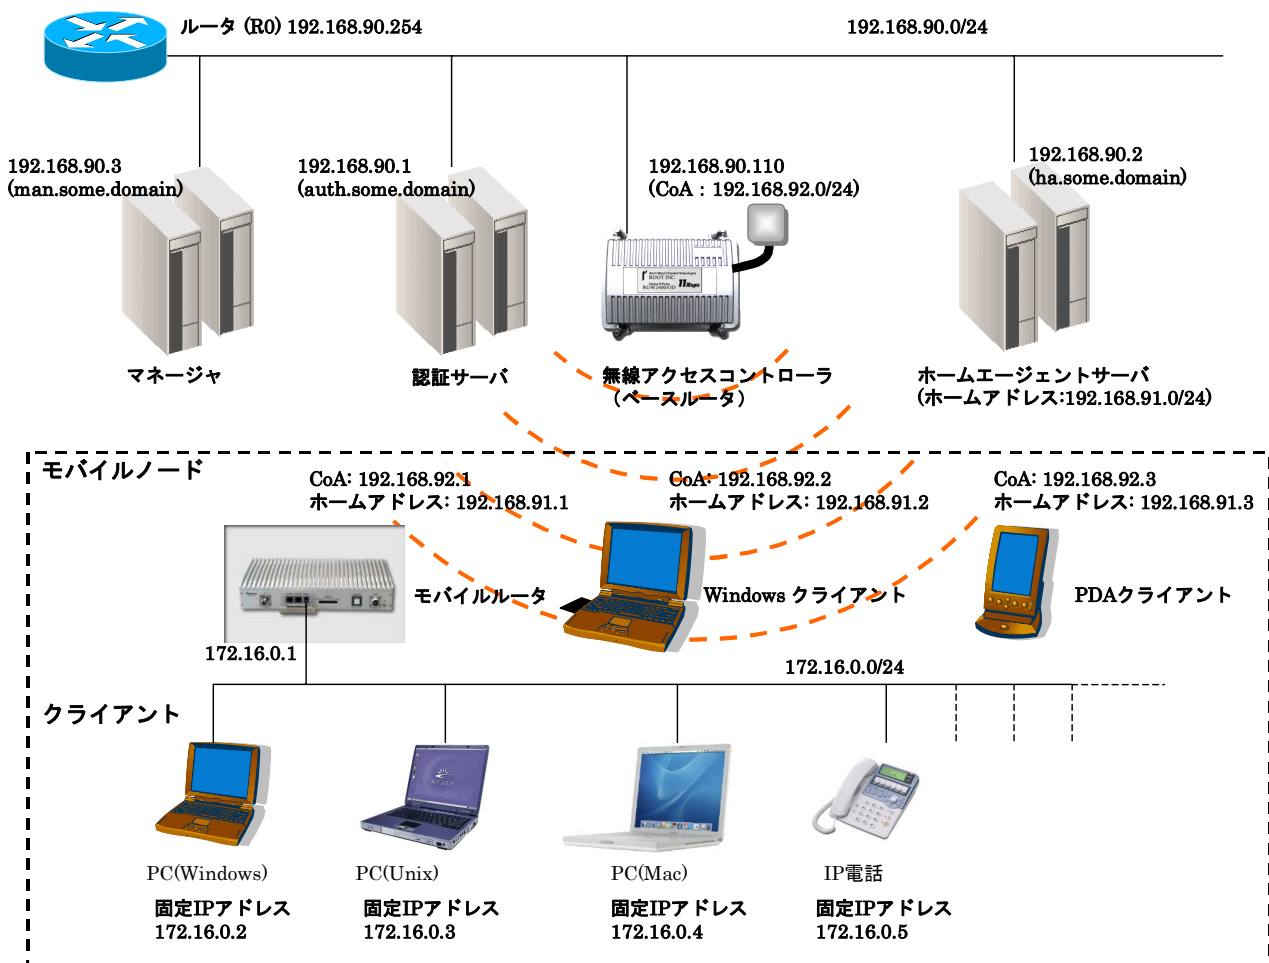 ルータ (R0) 192.168.90.254
192.168.90.0/24
192.168.90.3
(man.some.domain)
192.168.90.1
(auth.some.domain)
192.168.90.110
(CoA : 192.168.92.0/24)
192.168.90.2
(ha.some.domain)
ROOT INC.
11Mbps
マネージャ
認証サーバ
無線アクセスコントローラ
（ベースルータ）
ホームエージェントサーバ
(ホームアドレス:192.168.91.0/24)
モバイルノード
CoA: 192.168.92.1
ホームアドレス: 192.168.91.1
CoA: 192.168.92.2
ホームアドレス: 192.168.91.2
CoA: 192.168.92.3
ホームアドレス: 192.168.91.3
モバイルルータ
Windows クライアント
PDAクライアント
172.16.0.1
172.16.0.0/24
クライアント
SOLARIS
PC(Windows)
PC(Unix)
PC(Mac)
IP電話
固定IPアドレス
172.16.0.2
固定IPアドレス
172.16.0.3
固定IPアドレス
172.16.0.4
固定IPアドレス
172.16.0.5